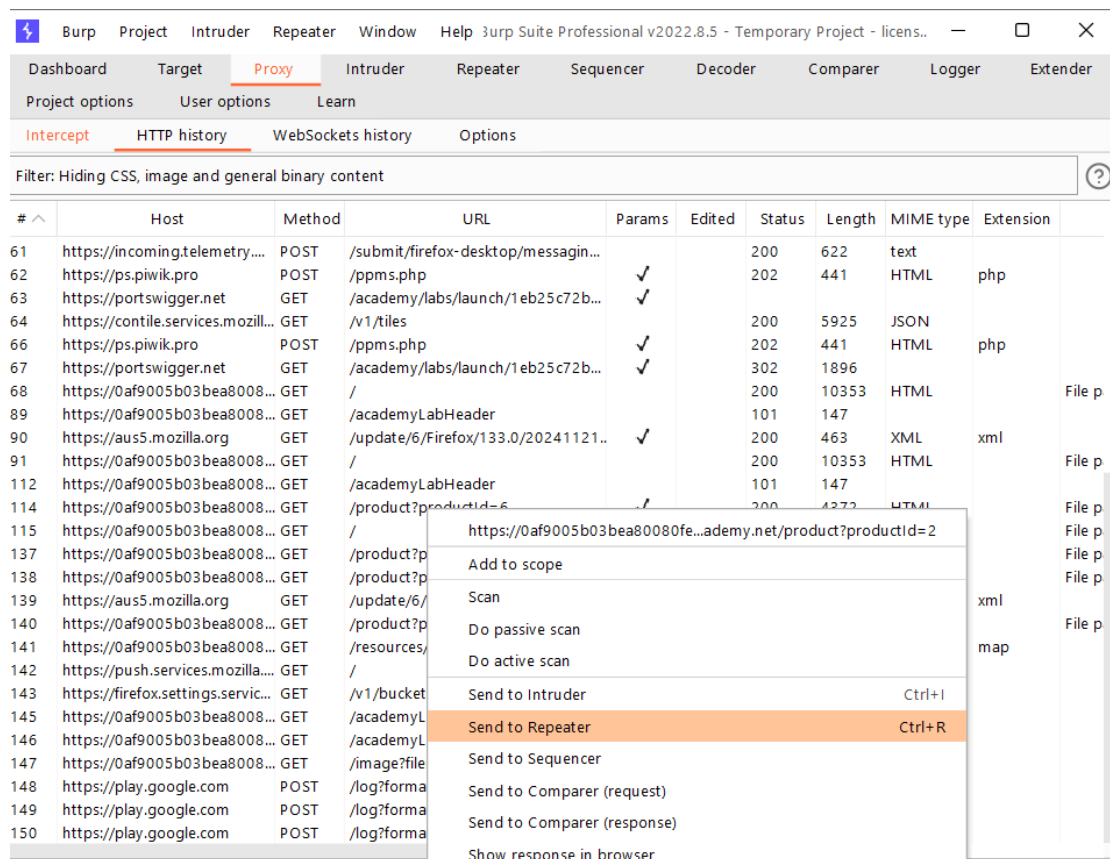 Burp Project Intruder Repeater Window Help Burp Suite Professional v2022.8.5 - Temporary Project - licens..
Dashboard Target Proxy Intruder Repeater Sequencer Decoder Comparer Logger Extender
Project options User options Learn
Intercept HTTP history WebSockets history Options
Filter: Hiding CSS, image and general binary content ?
# Host Method URL Params Edited Status Length MIME type Extension
61 https://incoming.telemetry.... POST /submit/firefox-desktop/messagin... 200 622 text
62 https://ps.piwik.pro POST /ppms.php ✓ 202 441 HTML php
63 https://portswigger.net GET /academy/labs/launch/1eb25c72b... ✓
64 https://contile.services.mozill... GET /v1/tiles 200 5925 JSON
66 https://ps.piwik.pro POST /ppms.php ✓ 202 441 HTML php
67 https://portswigger.net GET /academy/labs/launch/1eb25c72b... ✓ 302 1896
68 https://0af9005b03bea8008... GET / 200 10353 HTML File p
89 https://0af9005b03bea8008... GET /academyLabHeader 101 147
90 https://aus5.mozilla.org GET /update/6/Firefox/133.0/20241121.. ✓ 200 463 XML xml
91 https://0af9005b03bea8008... GET / 200 10353 HTML File p
112 https://0af9005b03bea8008... GET /academyLabHeader 101 147
114 https://0af9005b03bea8008... GET /product?productId=6 ✓ 200 4372 HTML File p
115 https://0af9005b03bea8008... GET / File p
https://0af9005b03bea80080fe...ademy.net/product?productId=2
137 https://0af9005b03bea8008... GET /product?p File p
Add to scope
138 https://0af9005b03bea8008... GET /product?p File p
139 https://aus5.mozilla.org GET /update/6/ xml
Scan
140 https://0af9005b03bea8008... GET /product?p File p
Do passive scan
141 https://0af9005b03bea8008... GET /resources/ map
Do active scan
142 https://push.services.mozilla.... GET /
143 https://firefox.settings.servic... GET /v1/bucket
Send to Intruder Ctrl+I
145 https://0af9005b03bea8008... GET /academyL
Send to Repeater Ctrl+R
146 https://0af9005b03bea8008... GET /academyL
147 https://0af9005b03bea8008... GET /image?file
Send to Sequencer
148 https://play.google.com POST /log?forma
Send to Comparer (request)
149 https://play.google.com POST /log?forma
Send to Comparer (response)
150 https://play.google.com POST /log?forma
Show response in browser